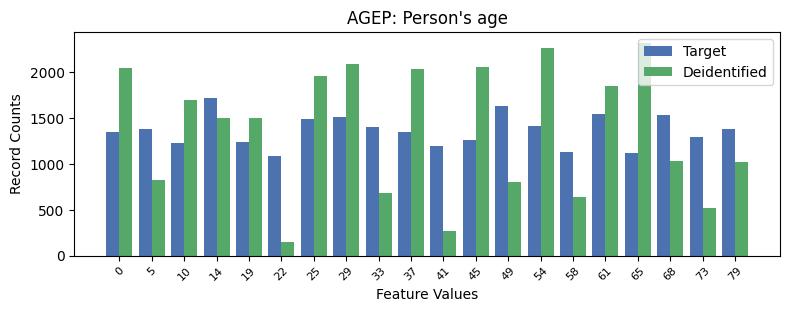 AGEP: Person's age
Target
Deidentified
Record Counts
2000
1500
1000
500
0
0 5 10 14 19 22 25 29 33 37 41 45 49 54 58 61 65 68 73 79
Feature Values